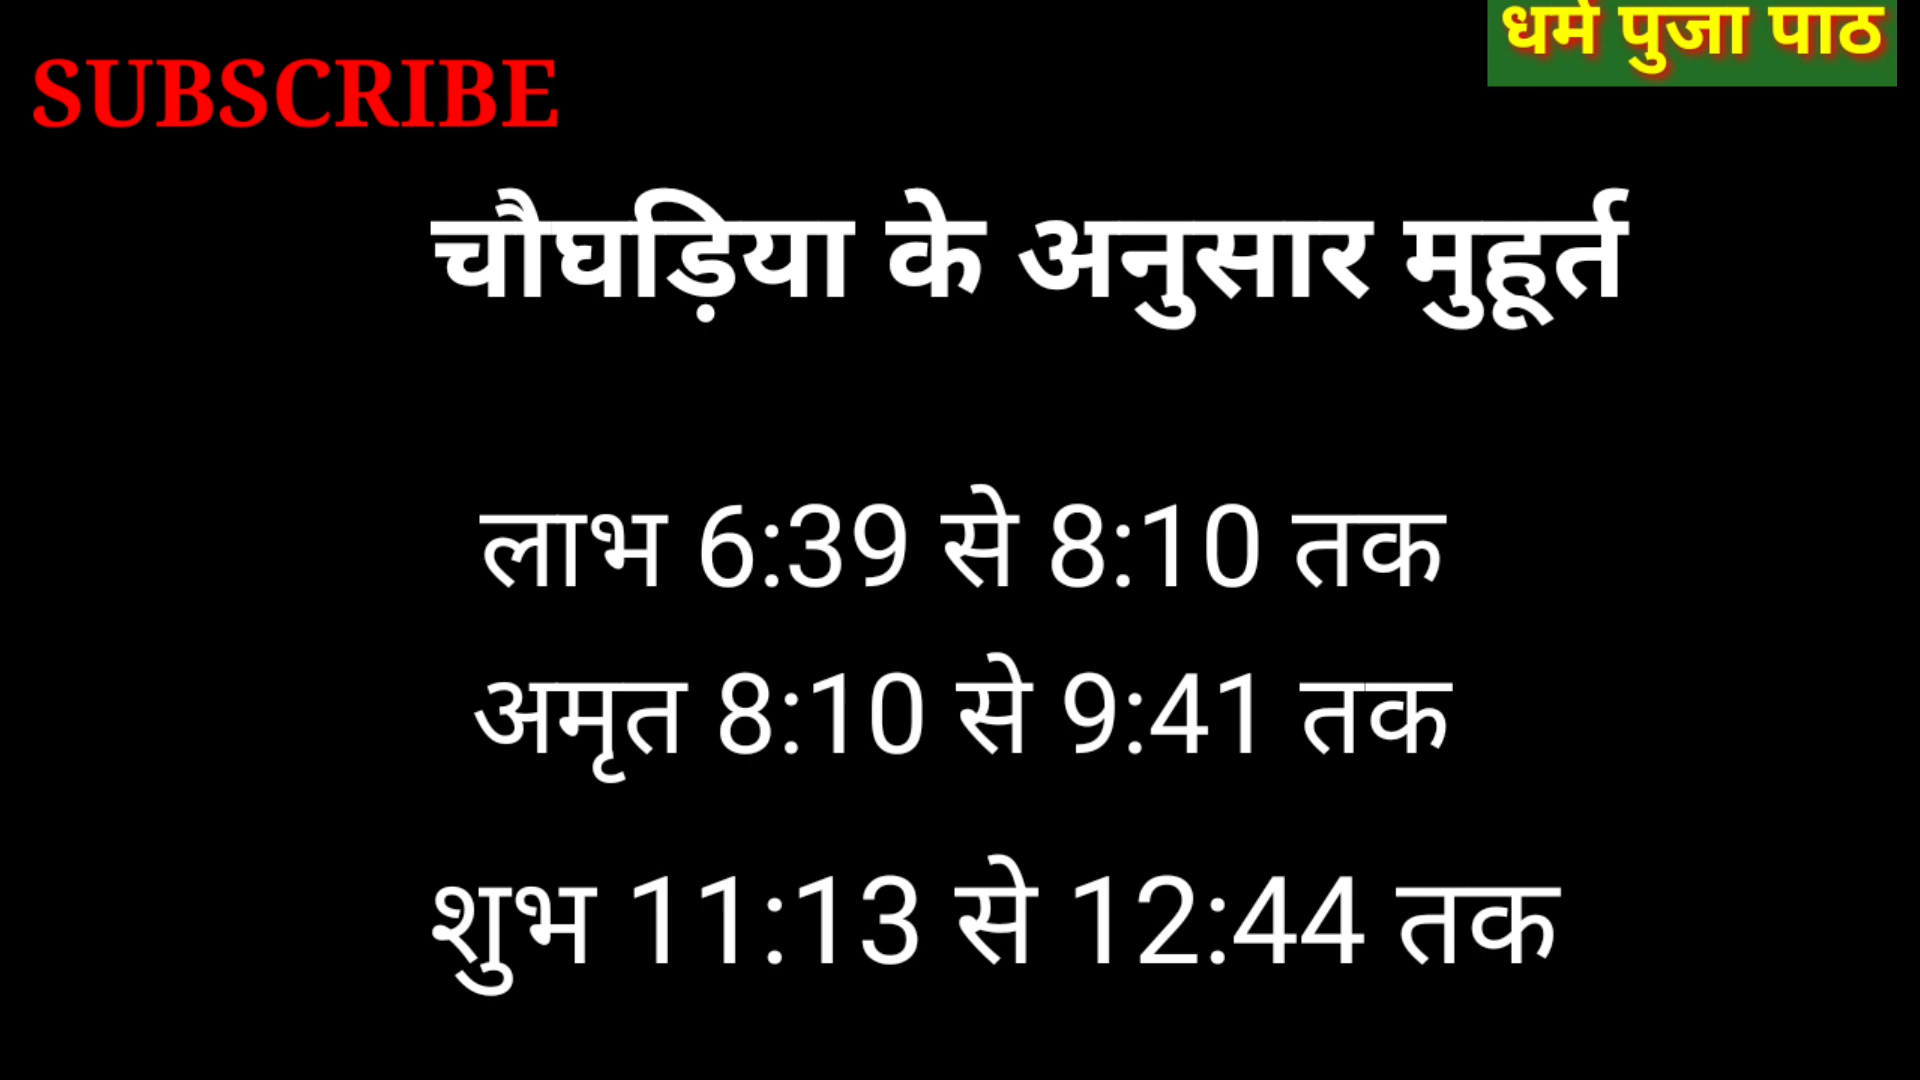 धर्म पुजा पाठ
SUBSCRIBE
चौघड़िया के अनुसार मुहूर्त
लाभ 6:39 से 8:10 तक
अमृत 8:10 से 9:41 तक
शुभ 11:13 से 12:44 तक